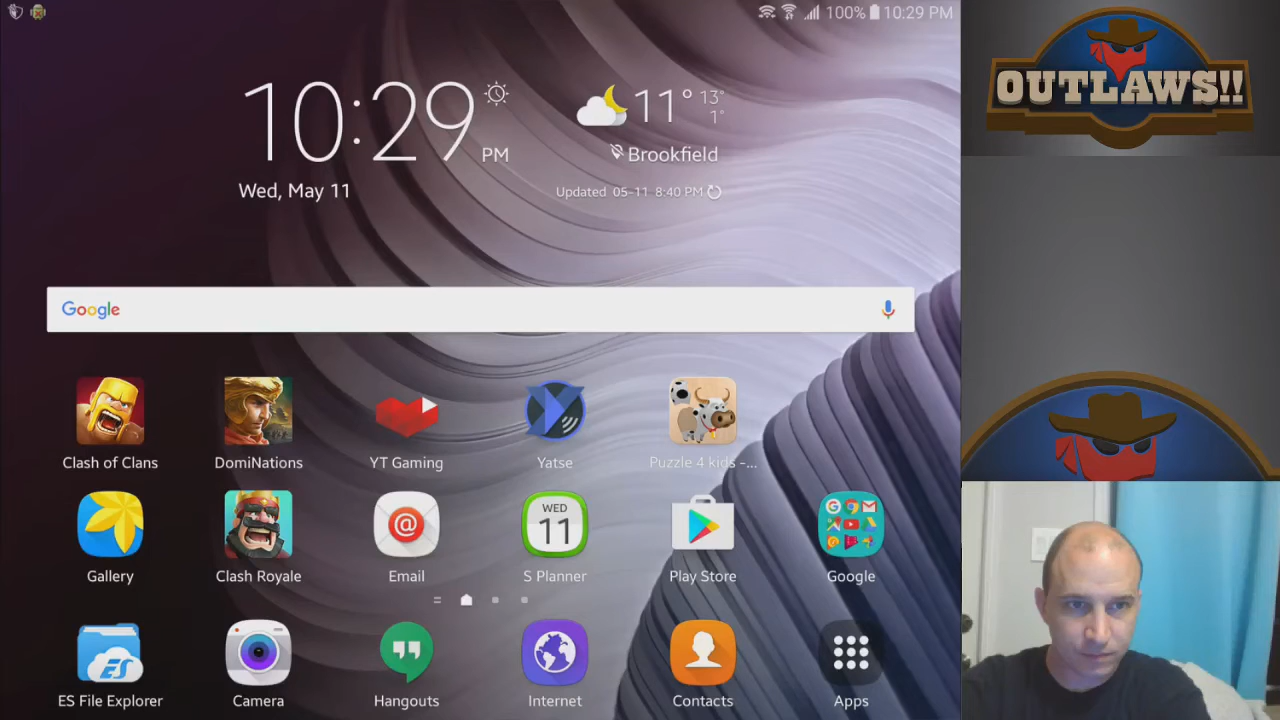 100% 10:29 PM
OUTLAWS!!
10:29 PM
11° 13°
1°
Brookfield
Wed, May 11
Updated 05-11 8:40 PM
Google
Clash of Clans
DomiNations
YT Gaming
Yatse
Puzzle 4 kids -...
WED
11
Gallery
Clash Royale
Email
S Planner
Play Store
Google
ES
ES File Explorer
Camera
Hangouts
Internet
Contacts
Apps